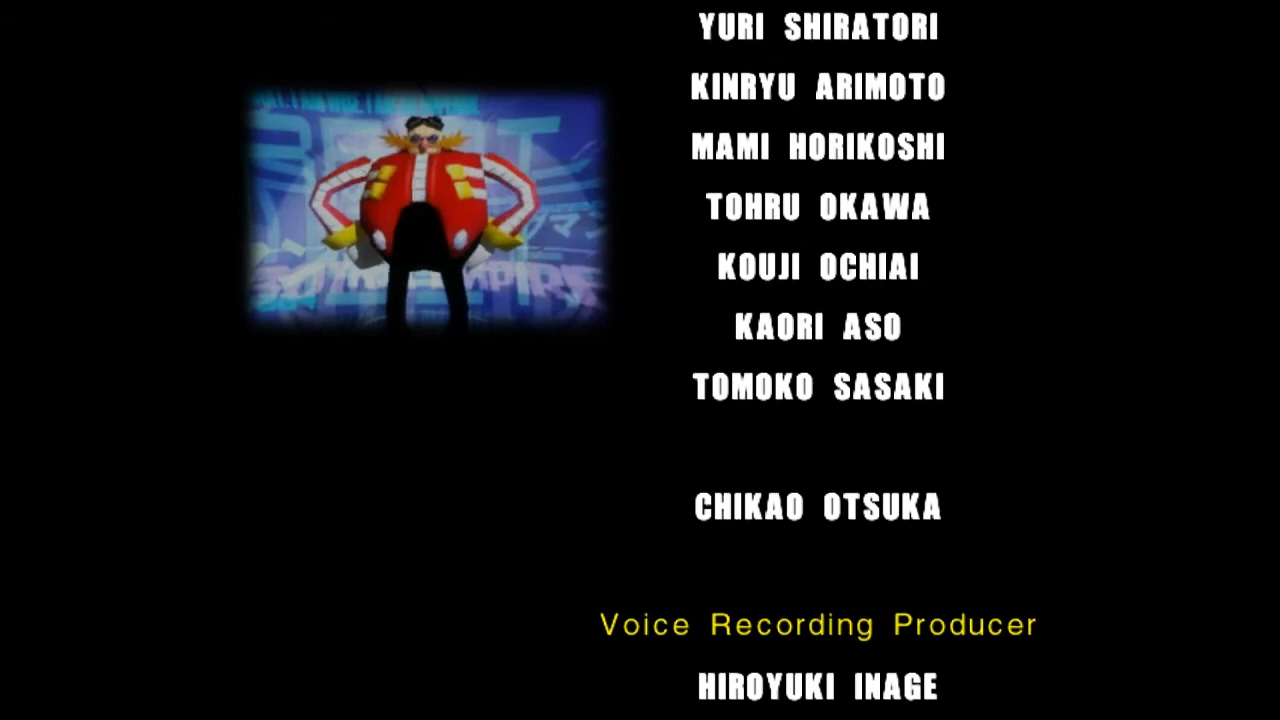 YURI SHIRATORI
KINRYU ARIMOTO
MAMI HORIKOSHI
TOHRU OKAWA
KOUJI OCHIAI
KAORI ASO
TOMOKO SASAKI
CHIKAO OTSUKA
Voice Recording Producer
HIROYUKI INAGE